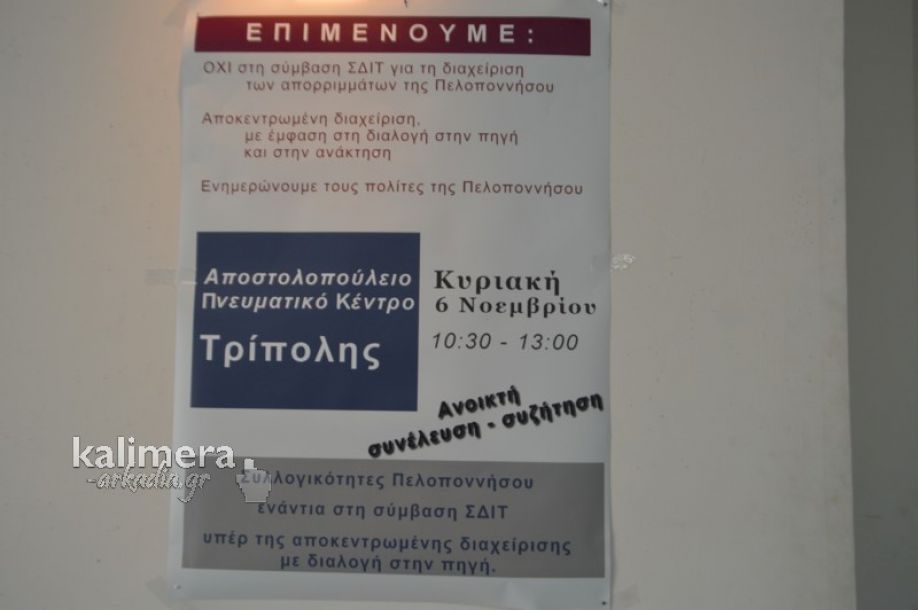 ΕΠΙΜΕΝΟΥΜΕ:
ΟΧΙ στη σύμβαση ΣΔΙΤ για τη διαχείριση
των απορριμμάτων της Πελοποννήσου
Αποκεντρωμένη διαχείριση,
με έμφαση στη διαλογή στην πηγή
και στην ανάκτηση
Ενημερώνουμε τους πολίτες της Πελοποννήσου
Αποστολοπούλειο
Πνευματικό Κέντρο
Τρίπολης
Κυριακή
6 Νοεμβρίου
10:30 - 13:00
Ανοικτή
συνέλευση - συζήτηση
kalimera
-arkadia.gr
Συλλογικότητες Πελοποννήσου
ενάντια στη σύμβαση ΣΔΙΤ
υπέρ της αποκεντρωμένης διαχείρισης
με διαλογή στην πηγή.